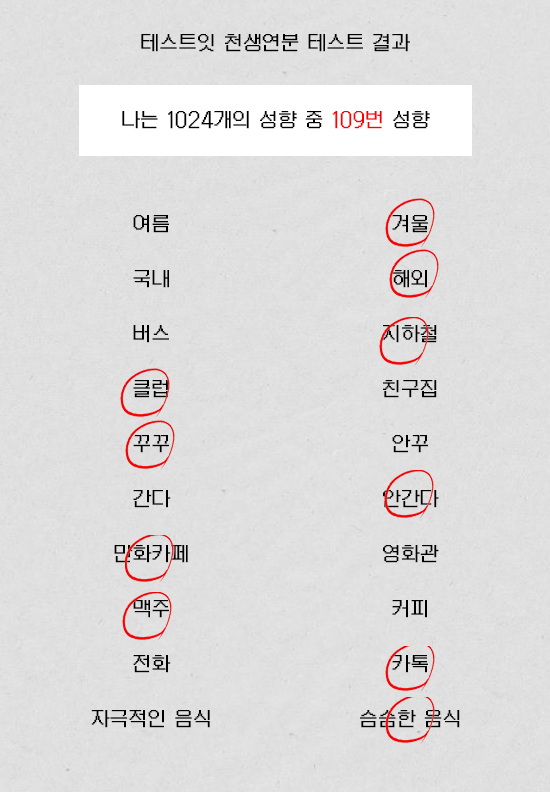 테스트잇 천생연분 테스트 결과
나는 1024개의 성향 중 109번 성향
여름 겨울
국내 해외
버스 지하철
클럽 친구집
꾸꾸 안꾸
간다 안간다
만화카페 영화관
맥주 커피
전화 카톡
자극적인 음식 슴슴한 음식